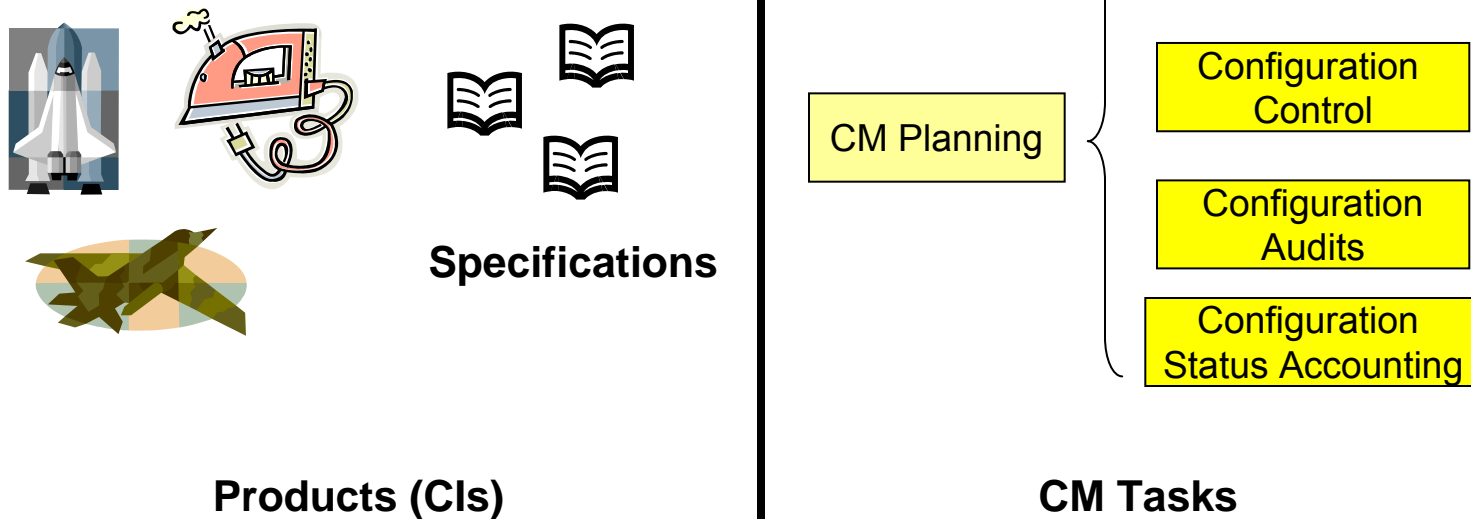 Specifications
Products (CIs)
CM Planning
Configuration
Control
Configuration
Audits
Configuration
Status Accounting
CM Tasks